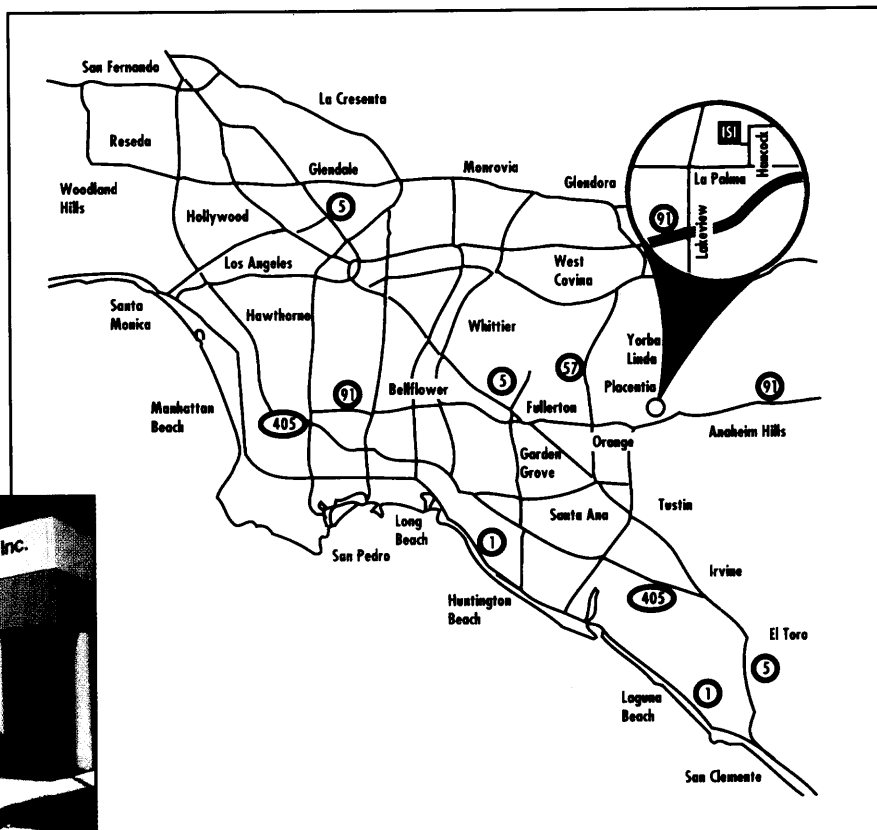 San Fernando
La Cresenta
Reseda
Glendale
Monrovia
Glendora
Woodland
Hills
Hollywood
5
Los Angeles
West
Covina
Santa
Monica
Hawthorne
Whittier
Yorba
Linda
Placentia
Manhattan
Beach
405
91
Bellflower
5
57
Fullerton
91
Anaheim Hills
Orange
Garden
Grove
Tustin
Santa Ana
Long
Beach
San Pedro
1
Huntington
Beach
Irvine
405
El Toro
5
Laguna
Beach
1
San Clemente
ISI
Hancock
La Palma
91
Lakeview
Inc.